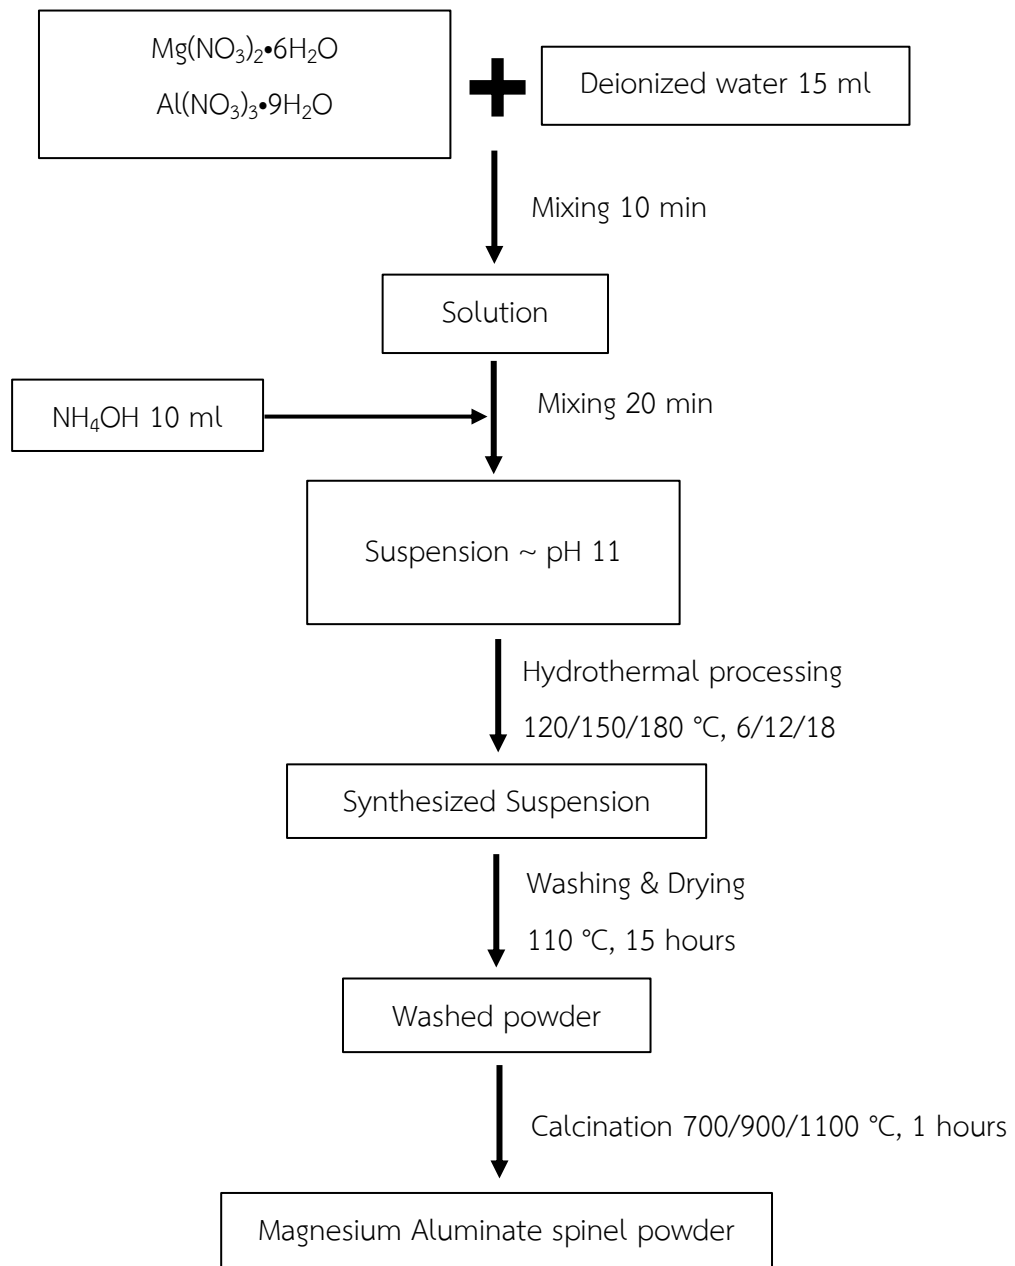 Mg(NO₃)₂•6H₂O
Al(NO₃)₃•9H₂O
Deionized water 15 ml
Mixing 10 min
Solution
NH₄OH 10 ml
Mixing 20 min
Suspension ~ pH 11
Hydrothermal processing
120/150/180 °C, 6/12/18
Synthesized Suspension
Washing & Drying
110 °C, 15 hours
Washed powder
Calcination 700/900/1100 °C, 1 hours
Magnesium Aluminate spinel powder